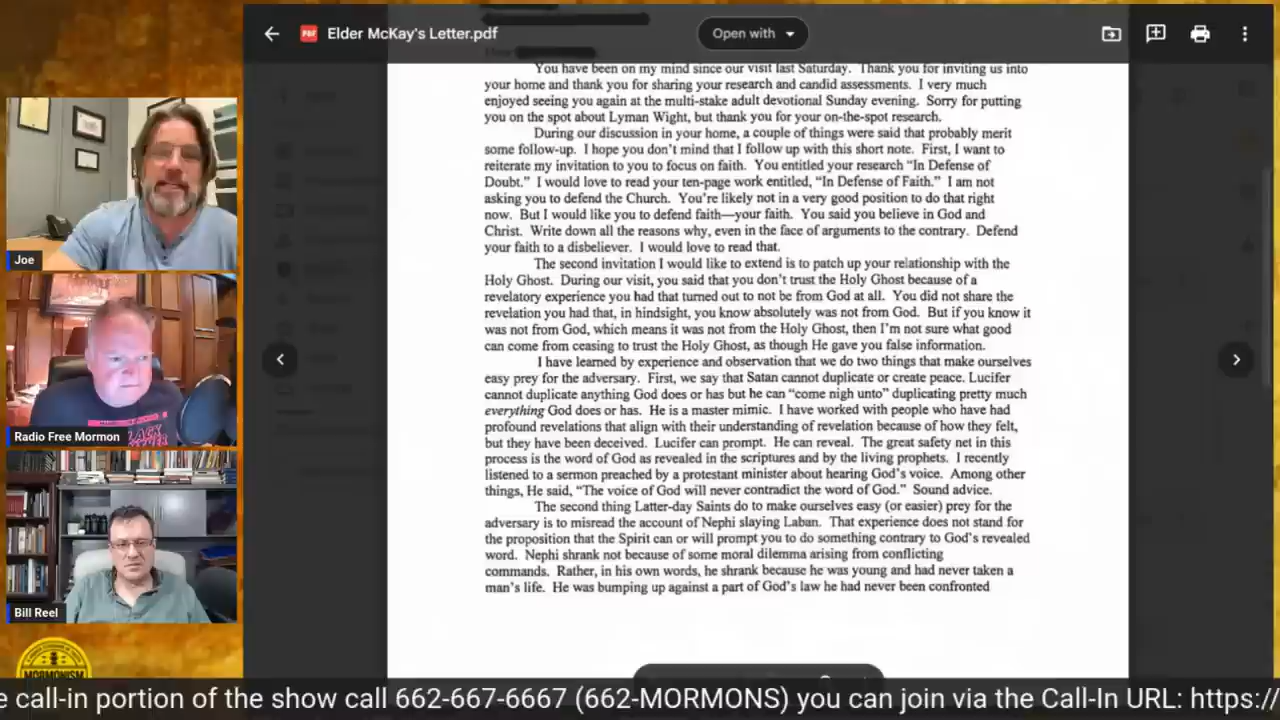 Elder McKay's Letter.pdf
Open with
You have been on my mind since our visit last Saturday. Thank you for inviting us into
your home and thank you for sharing your research and candid assessments. I very much
enjoyed seeing you again at the multi-stake adult devotional Sunday evening. Sorry for putting
you on the spot about Lyman Wight, but thank you for your on-the-spot research.
During our discussion in your home, a couple of things were said that probably merit
some follow-up. I hope you don't mind that I follow up with this short note. First, I want to
reiterate my invitation to you to focus on faith. You entitled your research “In Defense of
Doubt.” I would love to read your ten-page work entitled, “In Defense of Faith.” I am not
asking you to defend the Church. You're likely not in a very good position to do that right
now. But I would like you to defend faith—your faith. You said you believe in God and
Christ. Write down all the reasons why, even in the face of arguments to the contrary. Defend
your faith to a disbeliever. I would love to read that.
The second invitation I would like to extend is to patch up your relationship with the
Holy Ghost. During our visit, you said that you don't trust the Holy Ghost because of a
revelatory experience you had that turned out to not be from God at all. You did not share the
revelation you had that, in hindsight, you know absolutely was not from God. But if you know it
was not from God, which means it was not from the Holy Ghost, then I'm not sure what good
can come from ceasing to trust the Holy Ghost, as though He gave you false information.
I have learned by experience and observation that we do two things that make ourselves
easy prey for the adversary. First, we say that Satan cannot duplicate or create peace. Lucifer
cannot duplicate anything God does or has but he can “come nigh unto” duplicating pretty much
everything God does or has. He is a master mimic. I have worked with people who have had
profound revelations that align with their understanding of revelation because of how they felt,
but they have been deceived. Lucifer can prompt. He can reveal. The great safety net in this
process is the word of God as revealed in the scriptures and by the living prophets. I recently
listened to a sermon preached by a protestant minister about hearing God's voice. Among other
things, He said, “The voice of God will never contradict the word of God.” Sound advice.
The second thing Latter-day Saints do to make ourselves easy (or easier) prey for the
adversary is to misread the account of Nephi slaying Laban. That experience does not stand for
the proposition that the Spirit can or will prompt you to do something contrary to God's revealed
word. Nephi shrank not because of some moral dilemma arising from conflicting
commands. Rather, in his own words, he shrank because he was young and had never taken a
man's life. He was bumping up against a part of God's law he had never been confronted
Joe
Radio Free Mormon
Bill Reel
MORMONISM
e call-in portion of the show call 662-667-6667 (662-MORMONS) you can join via the Call-In URL: https://